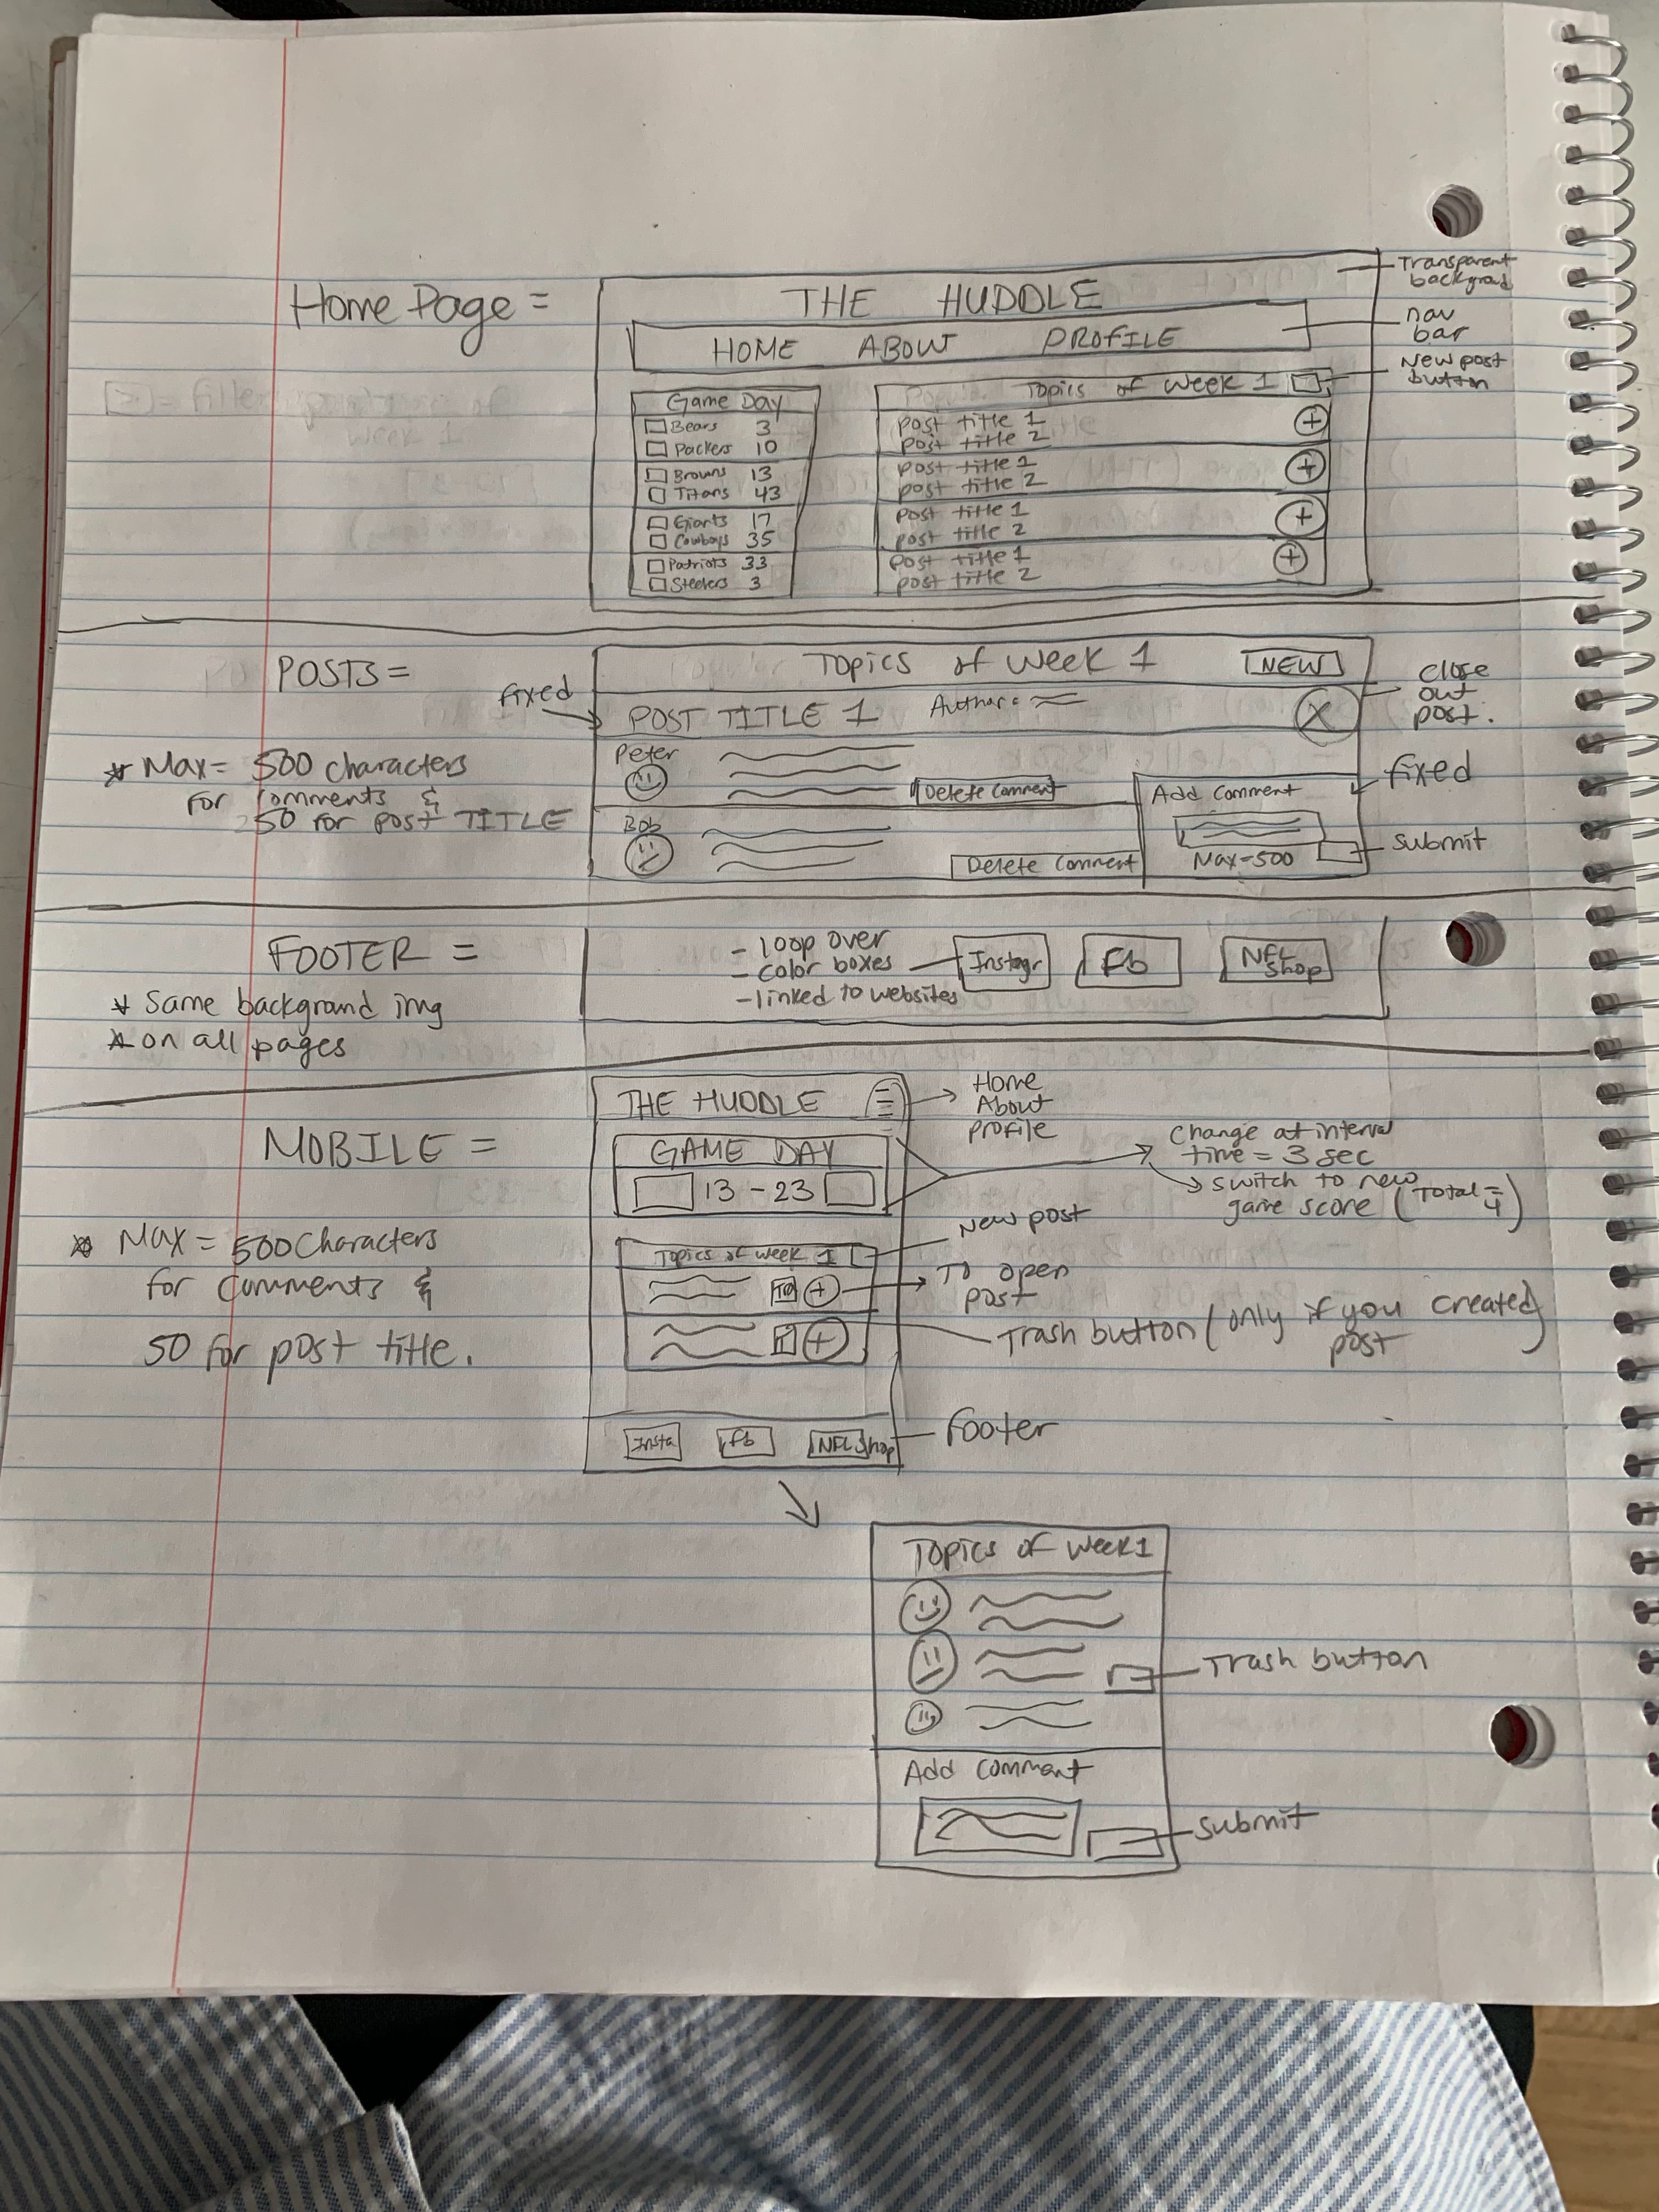 Home Page =
THE HUDDLE
Transparent
backgroud
nav
bar
HOME ABOUT PROFILE
New post
button
Game Day
Topics of Week 1
Bears 3
Packers 10
Browns 13
Titans 43
Giants 17
Cowboys 35
Patriots 33
Steelers 3
post title 1
post title 2
+
post title 1
post title 2
+
post title 1
post title 2
+
post title 1
post title 2
+
POSTS =
Topics of Week 1 NEW
fixed
POST TITLE 1 Author: X
close
out
post.
* Max = 500 characters
for comments &
50 for post TITLE
Peter
Delete Comment
Bob
Delete Comment
Add Comment
fixed
Max-500
submit
FOOTER =
* Same background img
* on all pages
- loop over
- color boxes
- linked to websites
Instagr Fb NFL
Shop
MOBILE =
THE HUDDLE
Home
About
Profile
GAME DAY
13 - 23
Change at interval
time = 3 sec
switch to new
game score (Total =
4)
* Max = 500 Characters
for comments &
50 for post title.
Topics of Week 1
New post
+
To open
post
+
Trash button (only if you created
post
Insta Fb NFL Shop
Footer
Topics of Week 1
Trash button
Add Comment
submit